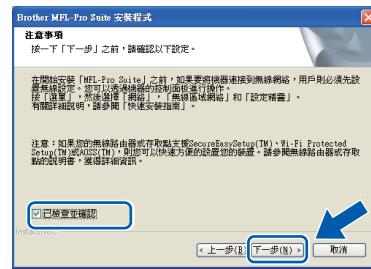 Brother MFL-Pro Suite 安裝程式
注意事項
按一下「下一步」之前，請確認以下設定。
在開始安裝「MFL-Pro Suite」之前，如果要將機器連接到無線網絡，用戶則必須設
置無線設定。您可以透過機器的控制面板進行設定。
按「選單」，然後選擇「網絡」，「無線區域網絡」和「設定精靈」。
有關詳細說明，請參閱「快速安裝指南」。
注意：如果您的無線路由器或存取點支援SecureEasySetup(TM)、Wi-Fi Protected
Setup(TM)或AOSS(TM)，則您可以快速方便的設置您的裝置。請參閱無線路由器或存取
點的說明書，獲得詳細資訊。
已檢查並確認
InstallShield
< 上一步(B)
下一步(N) >
取消